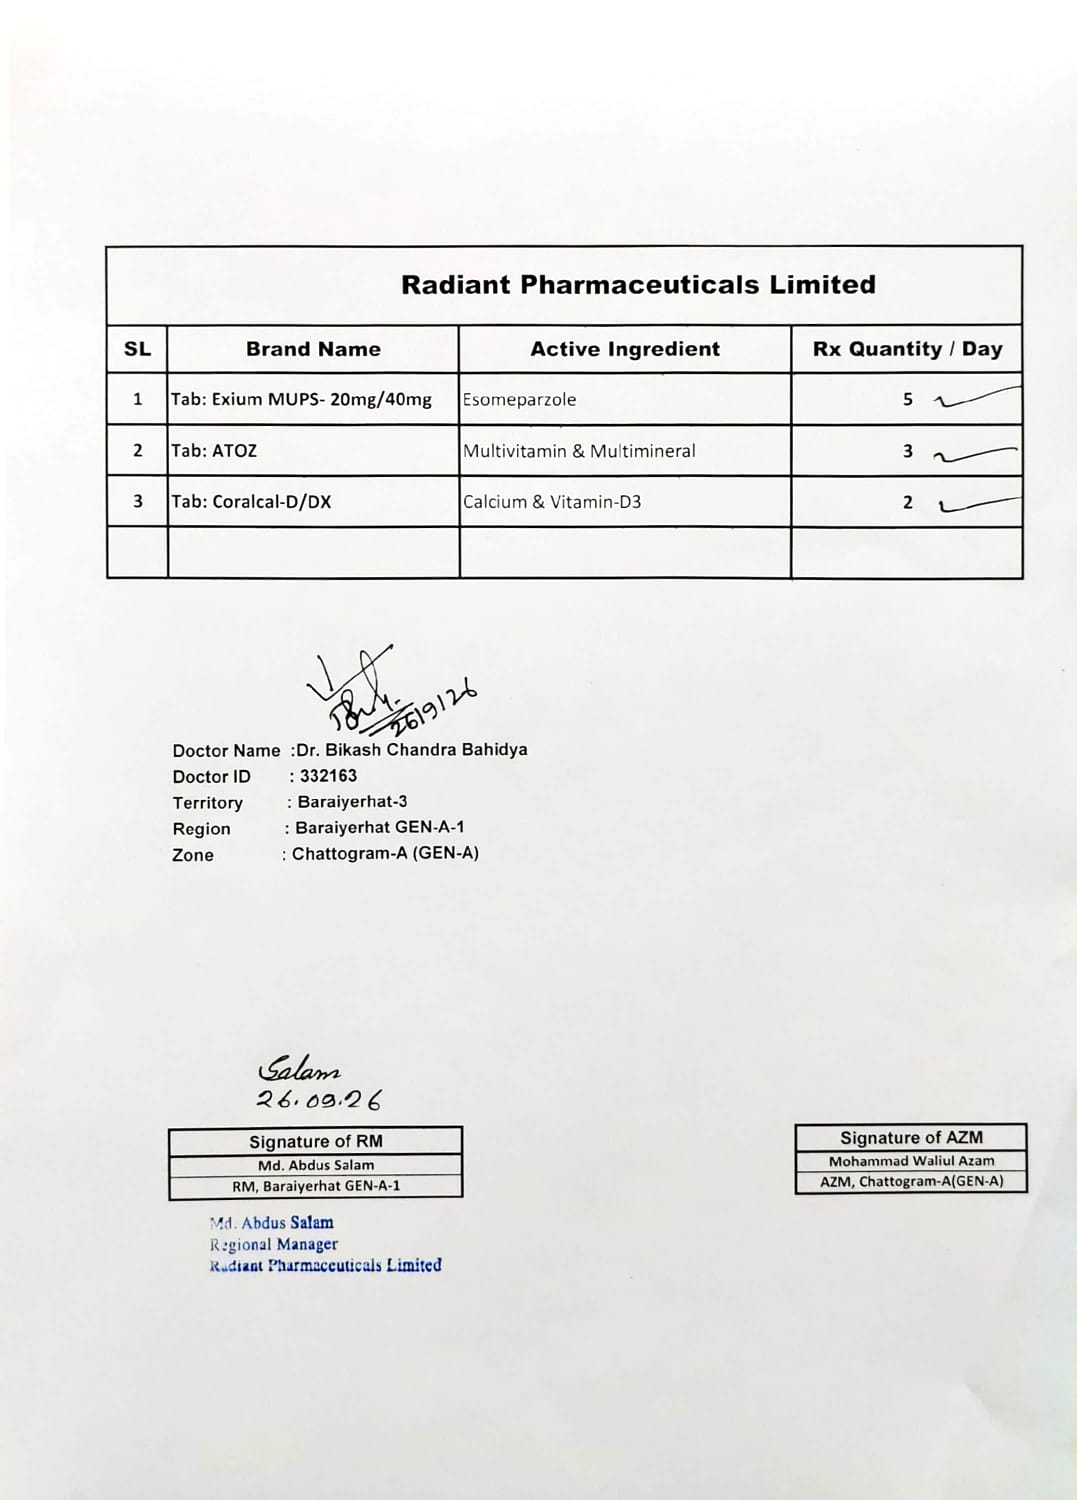 Radiant Pharmaceuticals Limited
SL Brand Name Active Ingredient Rx Quantity / Day
1 Tab: Exium MUPS- 20mg/40mg Esomeparzole 5
2 Tab: ATOZ Multivitamin & Multimineral 3
3 Tab: Coralcal-D/DX Calcium & Vitamin-D3 2
26/9/26
Doctor Name :Dr. Bikash Chandra Bahidya
Doctor ID : 332163
Territory : Baraiyerhat-3
Region : Baraiyerhat GEN-A-1
Zone : Chattogram-A (GEN-A)
Salam
26.09.26
Signature of RM
Md. Abdus Salam
RM, Baraiyerhat GEN-A-1
Signature of AZM
Mohammad Waliul Azam
AZM, Chattogram-A(GEN-A)
Md. Abdus Salam
Regional Manager
Radiant Pharmaceuticals Limited